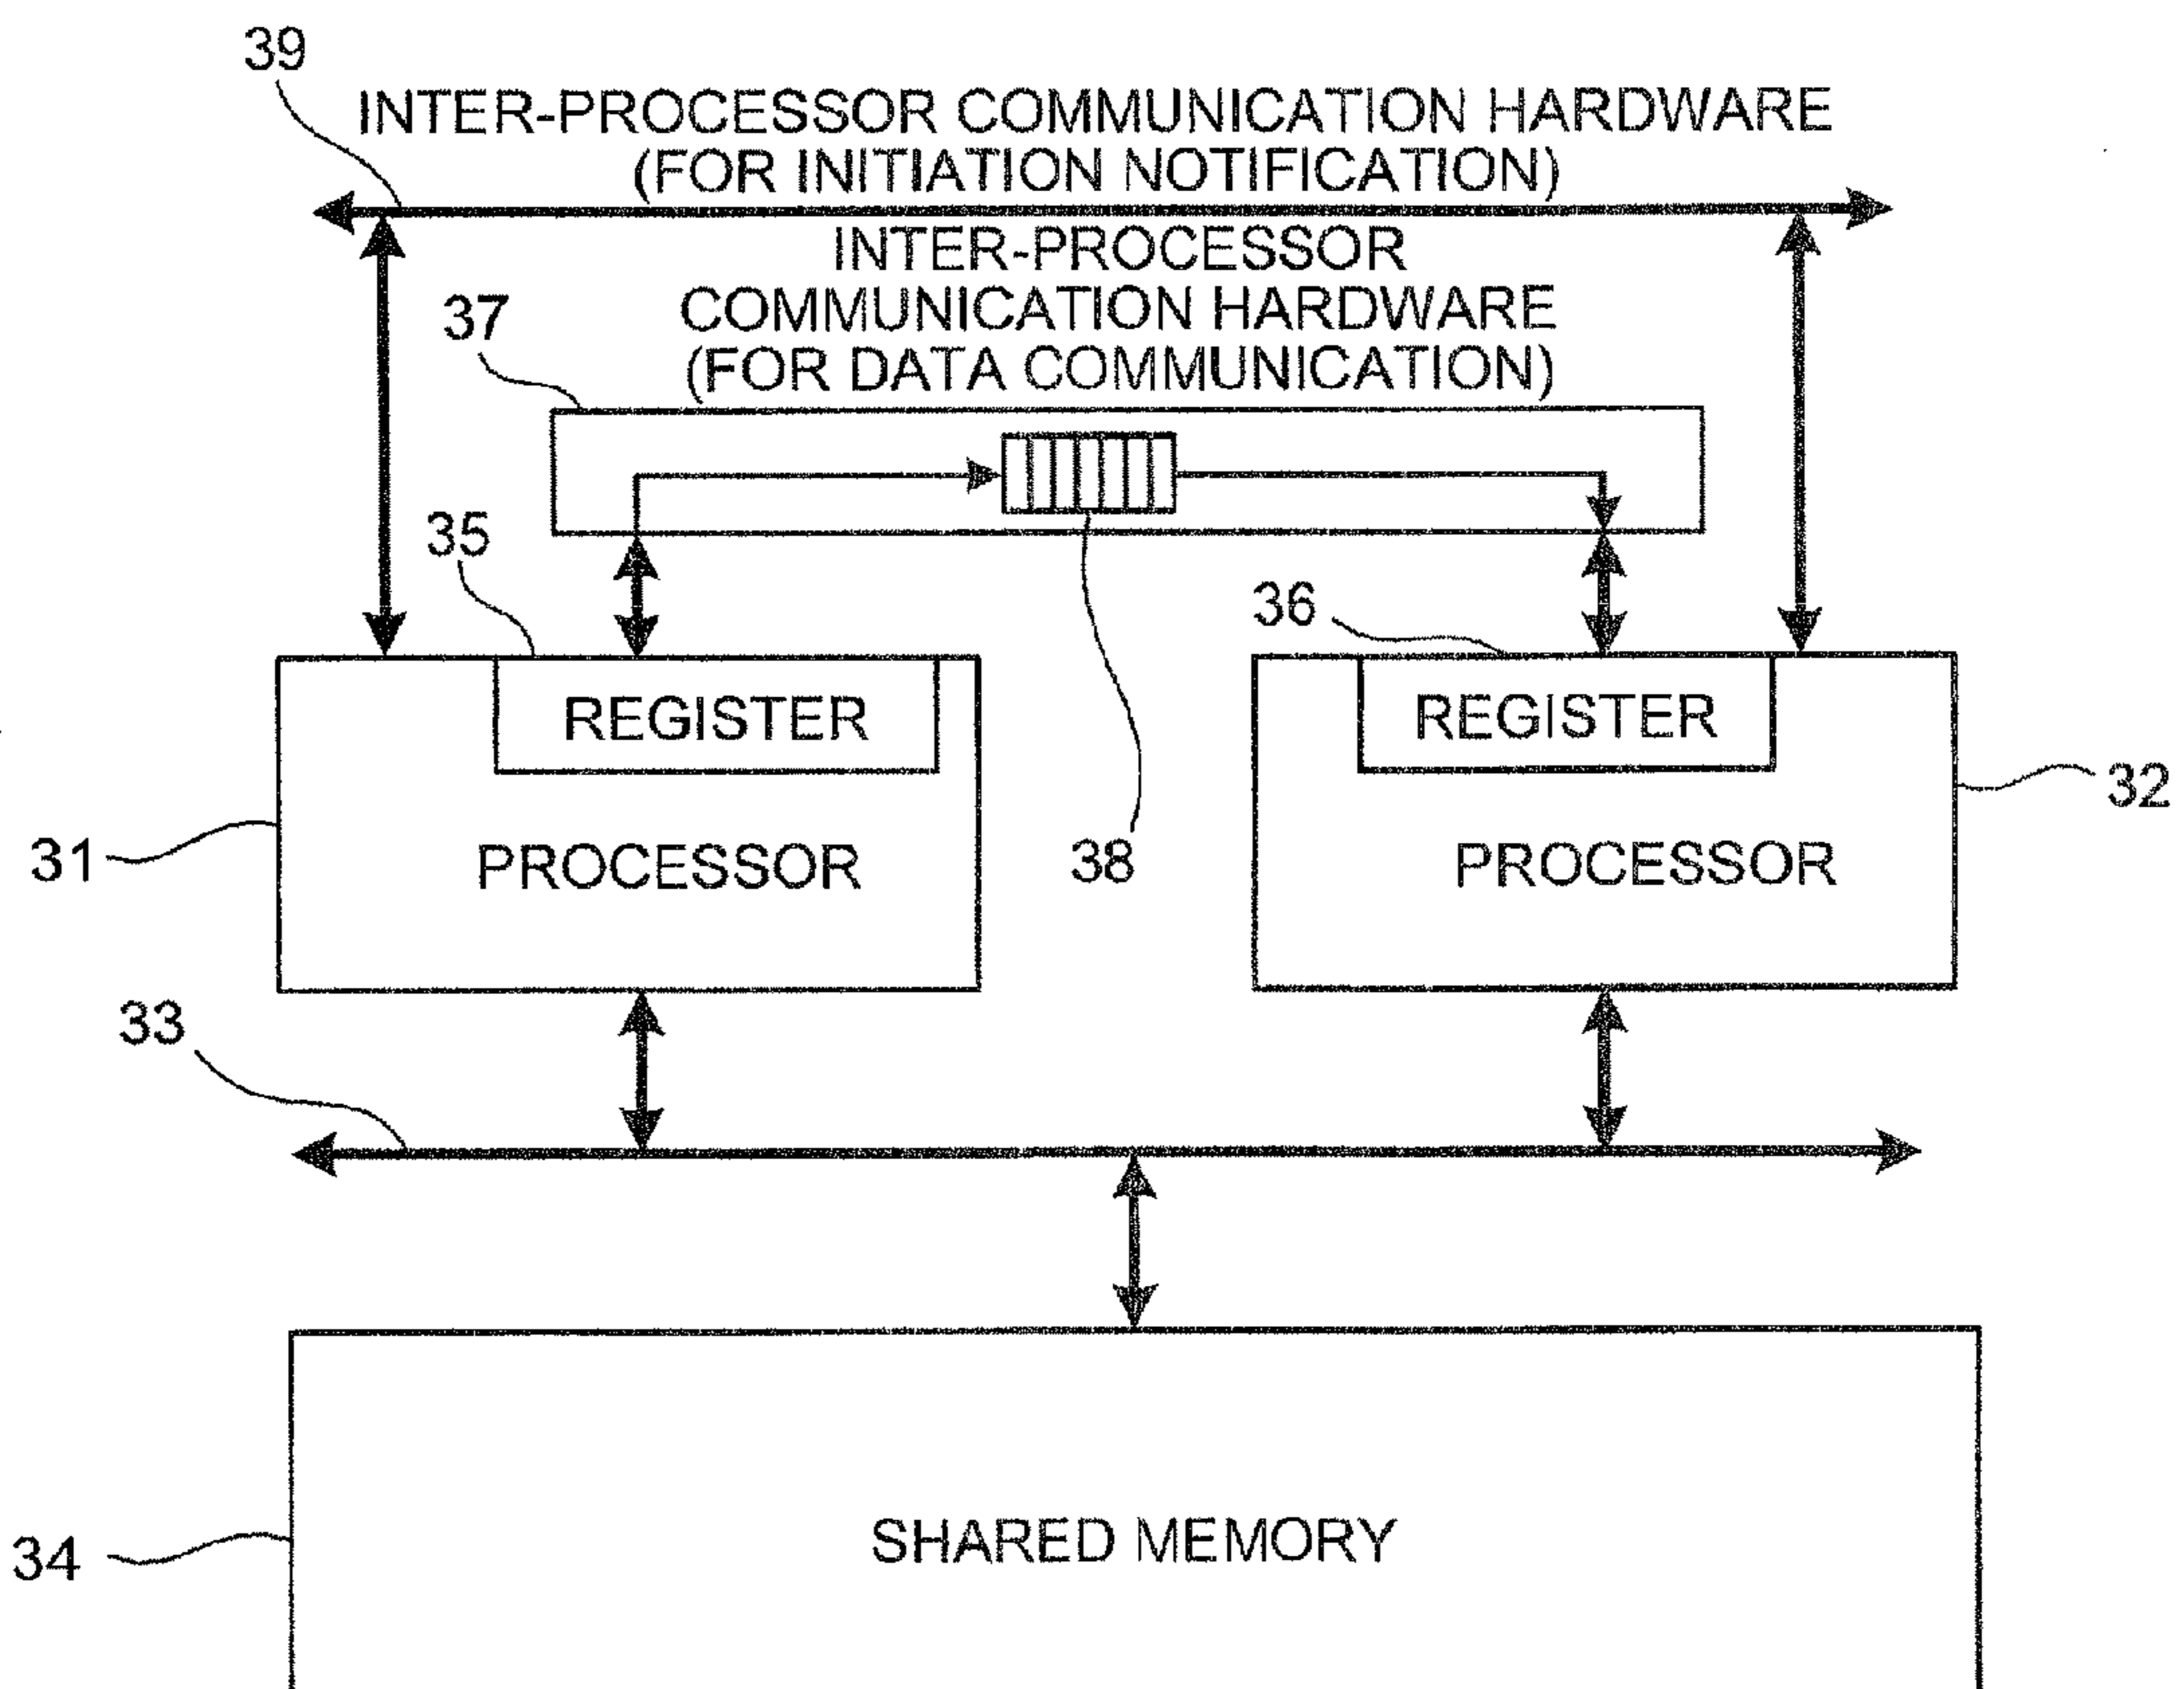 39
INTER-PROCESSOR COMMUNICATION HARDWARE
(FOR INITIATION NOTIFICATION)
INTER-PROCESSOR
COMMUNICATION HARDWARE
(FOR DATA COMMUNICATION)
37
35
36
REGISTER
REGISTER
32
31
PROCESSOR
38
PROCESSOR
33
34
SHARED MEMORY